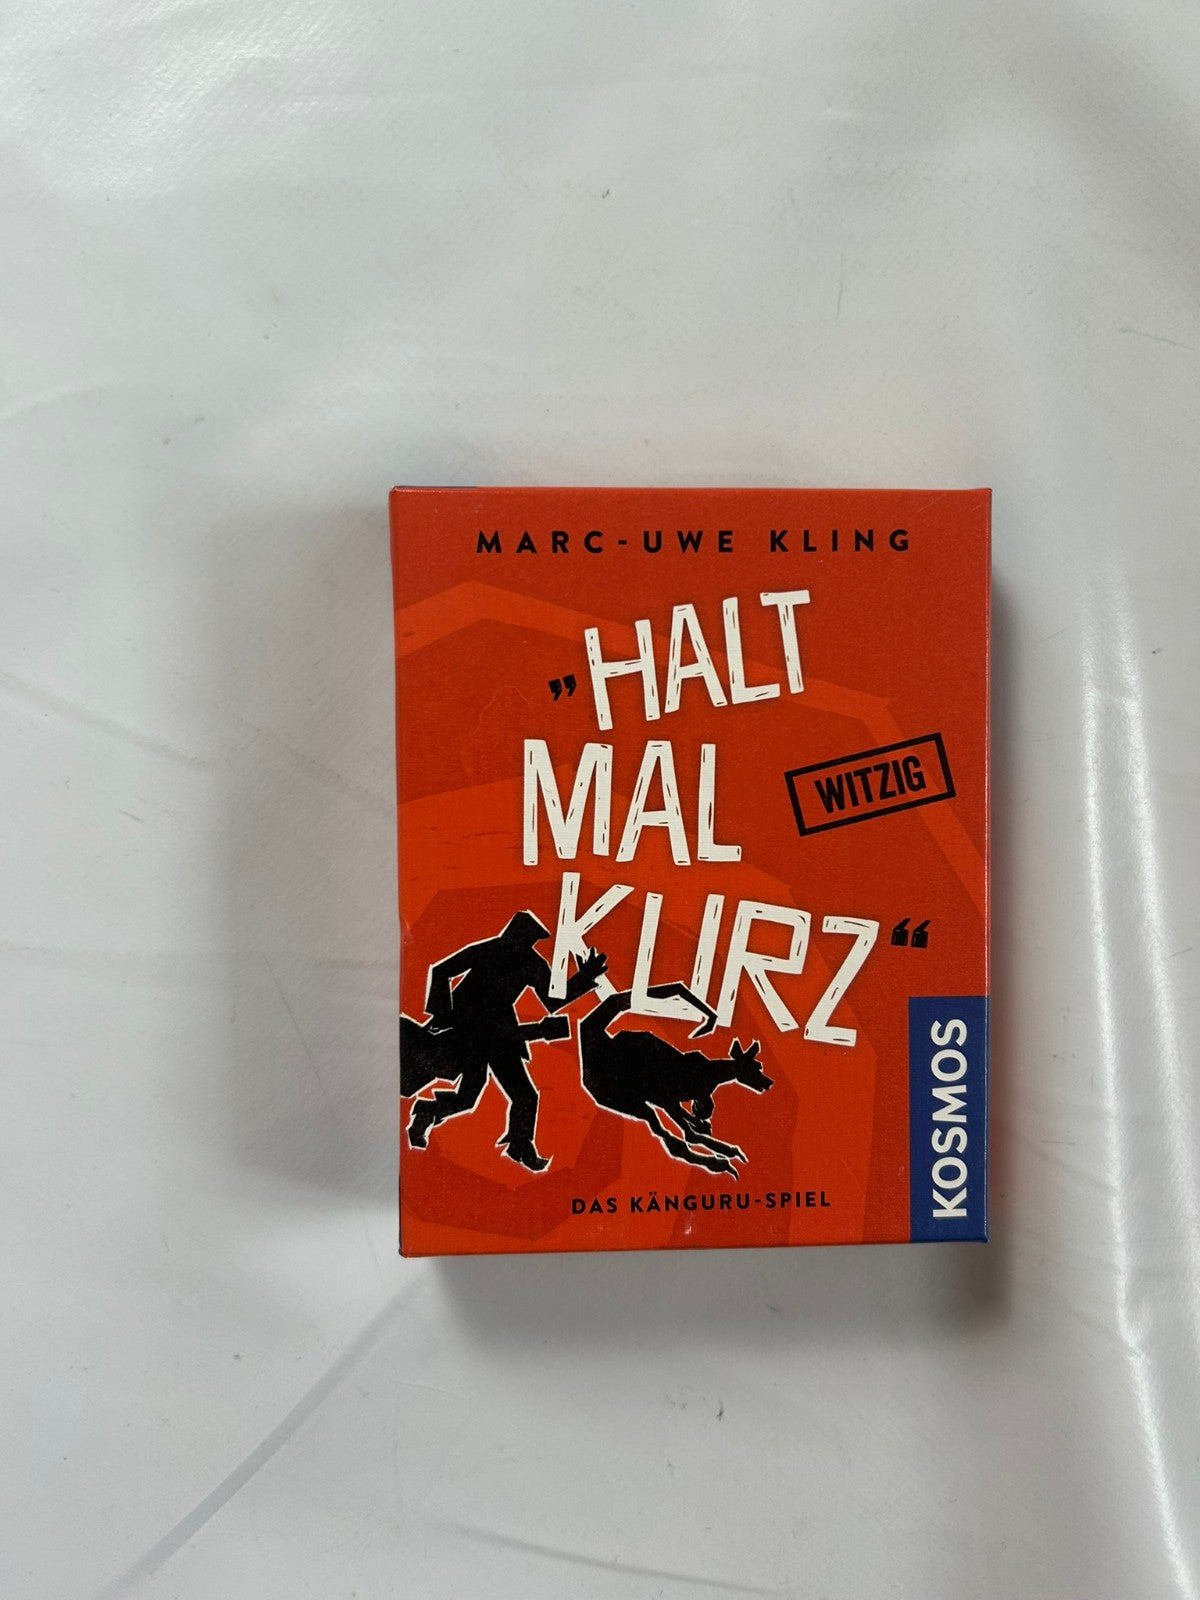 MARC-UWE KLING
„HALT
MAL
KURZ“
WITZIG
KOSMOS
DAS KÄNGURU-SPIEL